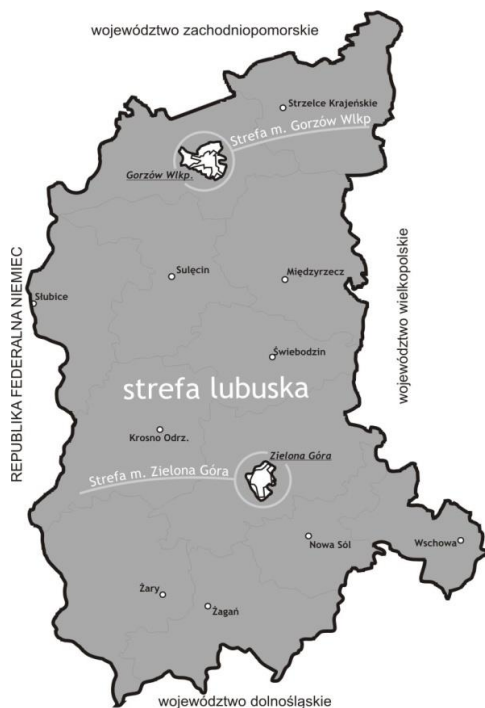 województwo zachodniopomorskie
Strzelce Krajeńskie
Strefa m. Gorzów Wlkp
Gorzów Wlkp.
Sulęcin
Międzyrzecz
REPUBLIKA FEDERALNA NIEMIEC
Słubice
województwo wielkopolskie
Świebodzin
strefa lubuska
Krosno Odrz.
Zielona Góra
Strefa m. Zielona Góra
Nowa Sól
Wschowa
Żary
Żagań
województwo dolnośląskie